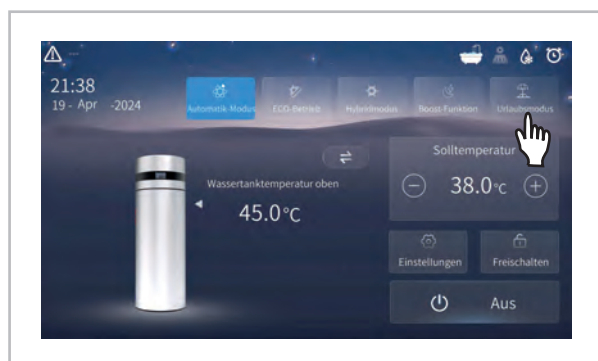 21:38
19 - Apr -2024
Automatik-Modus
ECO-Betrieb
Hybridmodus
Boost-Funktion
Urlaubsmodus
Solltemperatur
38.0°C
Wassertanktemperatur oben
45.0°C
Einstellungen
Freischalten
Aus